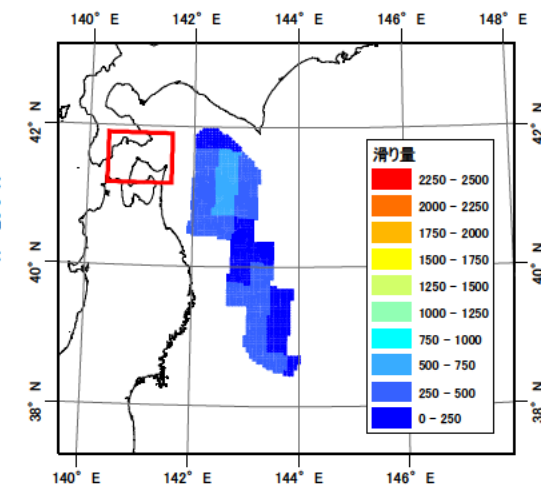 140° E 142° E 144° E 146° E 148° E
42° N
42° N
滑り量
2250 - 2500
2000 - 2250
1750 - 2000
1500 - 1750
1250 - 1500
1000 - 1250
750 - 1000
500 - 750
250 - 500
0 - 250
40° N
40° N
38° N
38° N
140° E 142° E 144° E 146° E